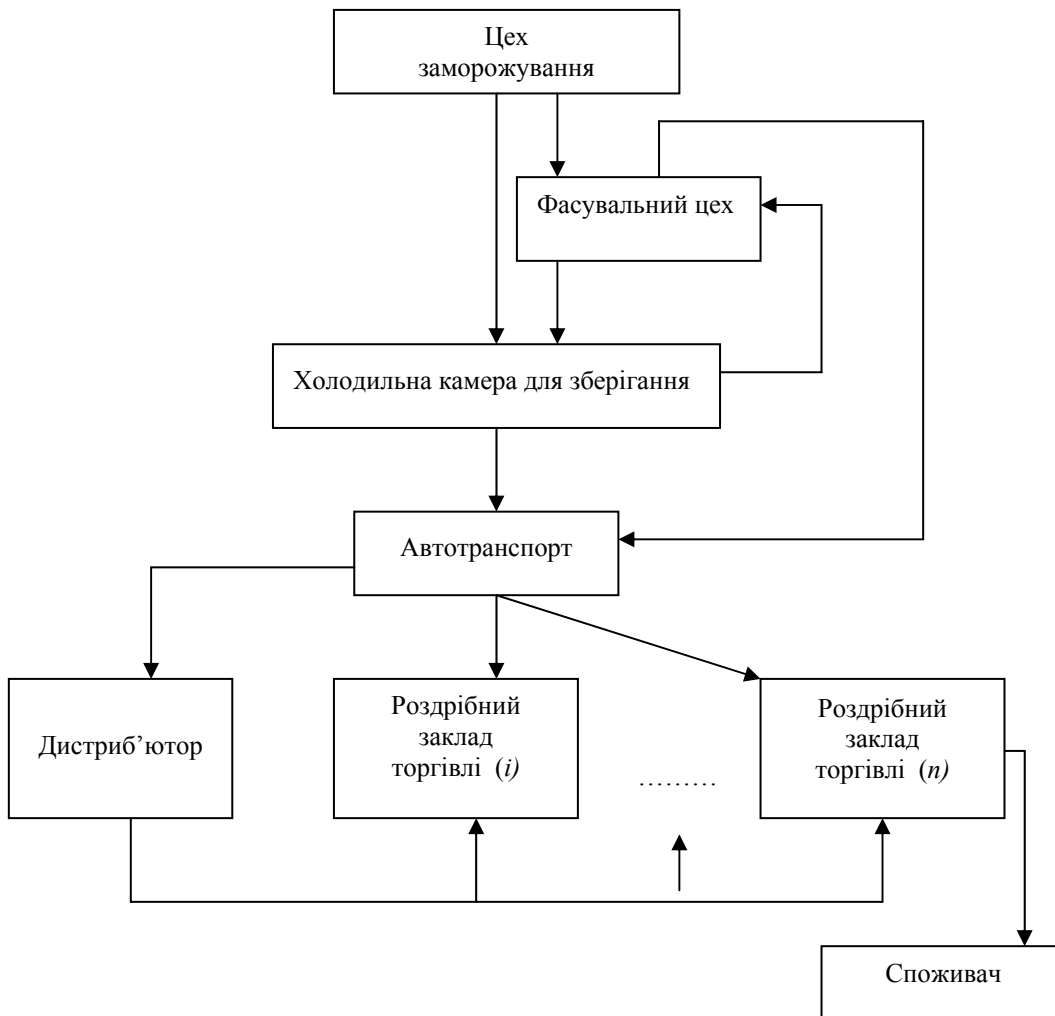 Цех
заморожування
Фасувальний цех
Холодильна камера для зберігання
Автотранспорт
Дистриб’ютор
Роздрібний
заклад
торгівлі (i)
………
Роздрібний
заклад
торгівлі (n)
Споживач